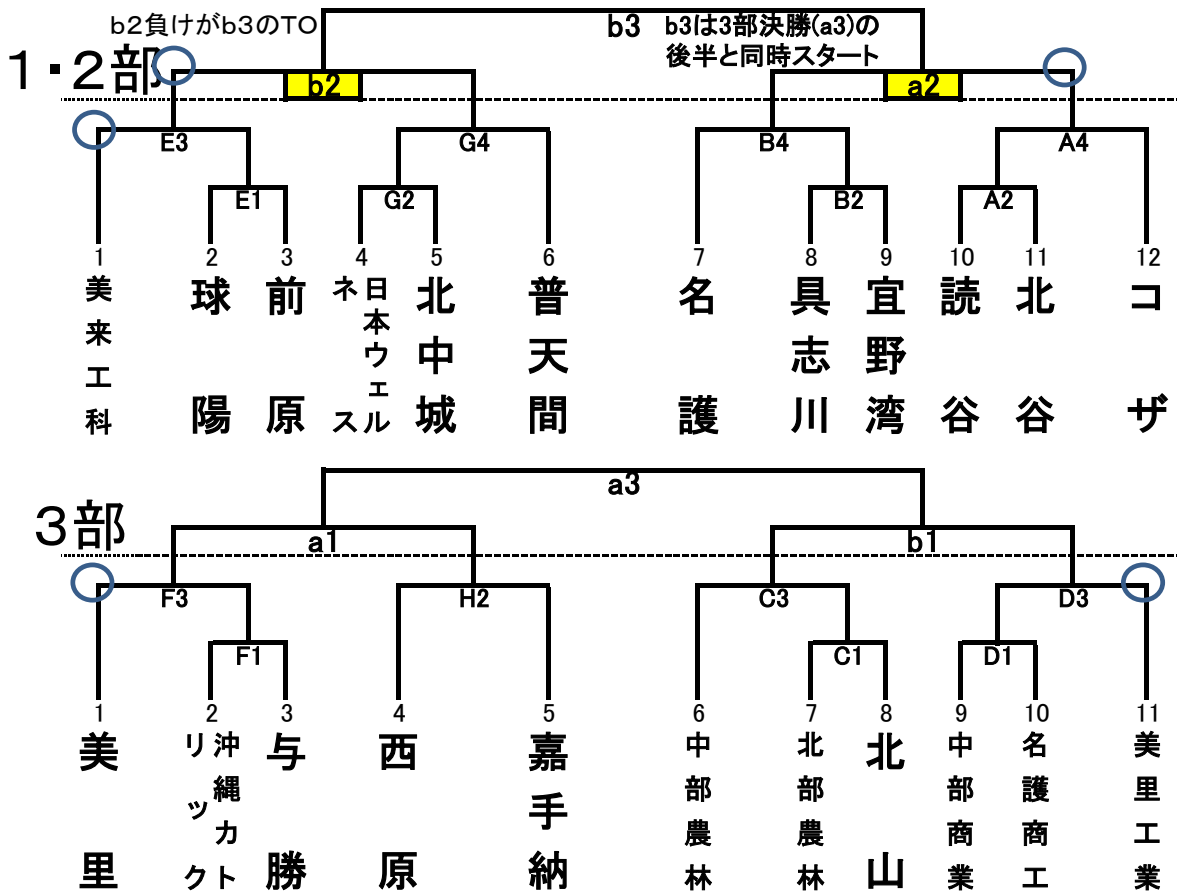 b2負けがb3のTO
b3 b3は3部決勝(a3)の
後半と同時スタート
1・2部
b2
a2
E3
G4
B4
A4
E1
G2
B2
A2
1
2
3
4
5
6
7
8
9
10
11
12
美来工科
球陽
前原
日本ウェル
ネス
北中城
普天間
名護
具志川
宜野湾
読谷
北谷
コザ
a3
3部
a1
b1
F3
H2
C3
D3
F1
C1
D1
1
2
3
4
5
6
7
8
9
10
11
美里
沖縄カト
リック
与勝
西原
嘉手納
中部農林
北部農林
北山
中部商業
名護商工
美里工業